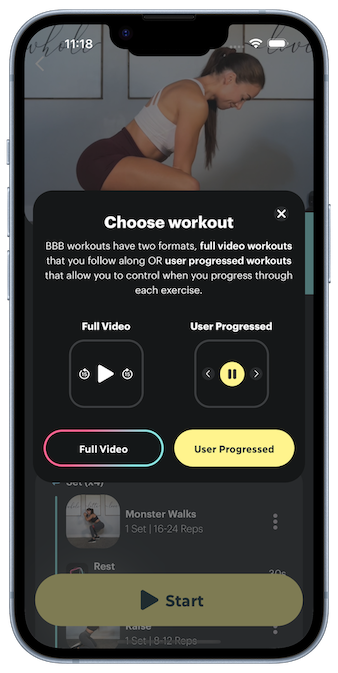 whole
11:18
Choose workout
BBB workouts have two formats, full video workouts
that you follow along OR user progressed workouts
that allow you to control when you progress through
each exercise.
Full Video
User Progressed
15
15
Full Video
User Progressed
Set (x4)
Monster Walks
1 Set | 16-24 Reps
Rest
30s
Start
Raise
1 Set | 8-12 Reps